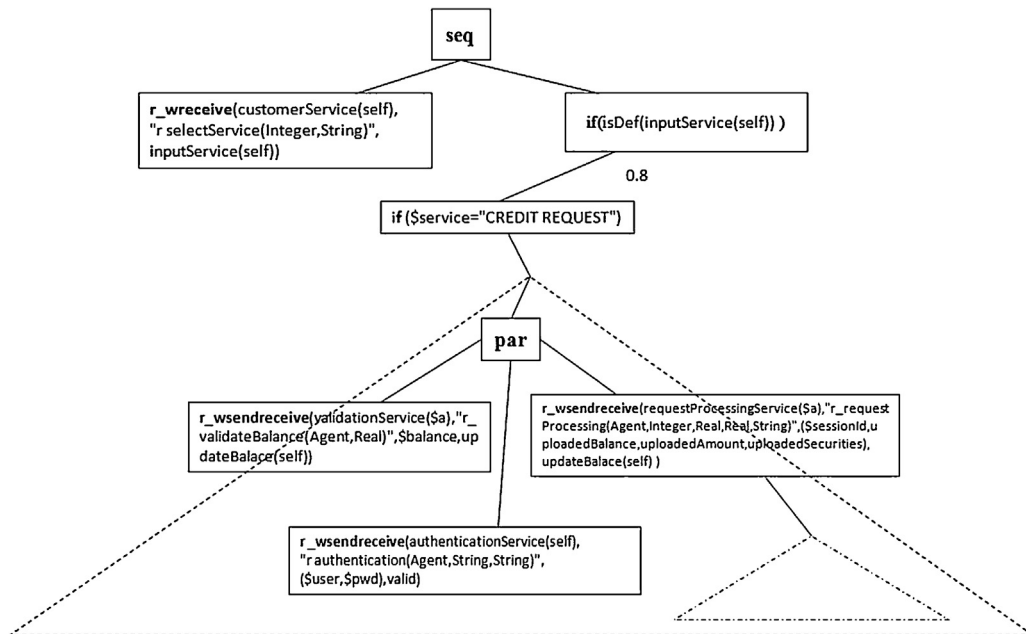 seq
r_wreceive(customerService(self),
"r selectService(Integer,String)",
inputService(self))
if(isDef(inputService(self)) )
0.8
if ($service="CREDIT REQUEST")
par
r_wsendreceive(validationService($a),"r_
validateBalance(Agent,Real)",$balance,up
dateBalace(self))
r_wsendreceive(requestProcessingService($a),"r_request
Processing(Agent,Integer,Real,Real,String)",($sessionId,u
ploadedBalance,uploadedAmount,uploadedSecurities),
updateBalace(self) )
r_wsendreceive(authenticationService(self),
"r authentication(Agent,String,String)",
($user,$pwd),valid)